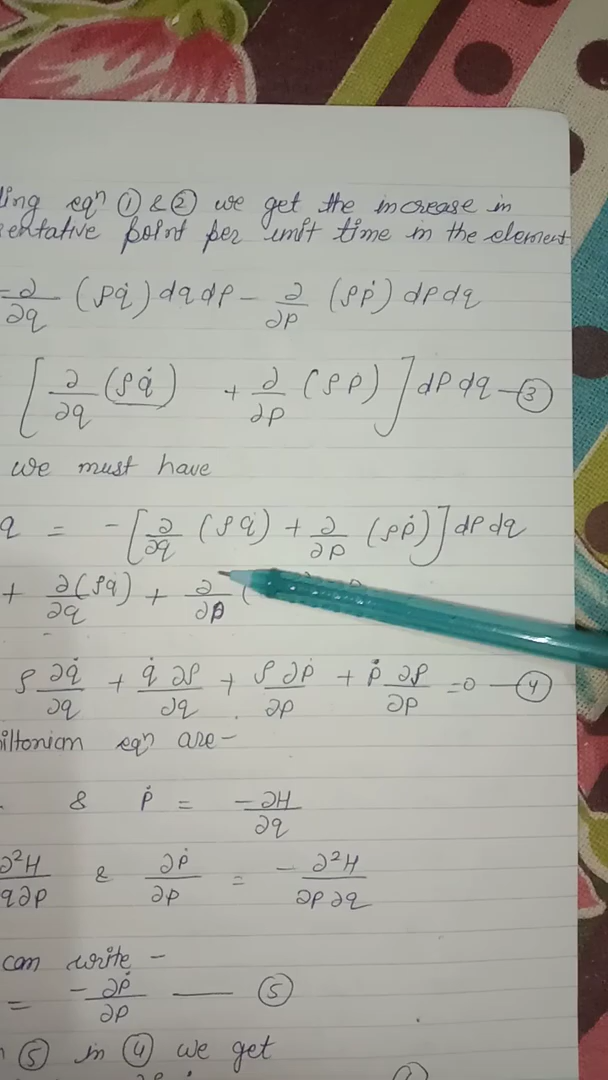 ling eqn ① & ② we get the increase in
entative point per unit time in the element
= ∂/∂q (ρq̇) dq dp - ∂/∂p (ρṗ) dp dq
[∂/∂q (ρq̇) + ∂/∂p (ρṗ)] dp dq - ③
we must have
q = -[∂/∂q (ρq̇) + ∂/∂p (ρṗ)] dp dq
+ ∂(ρq̇)/∂q + ∂/∂p (
ρ ∂q̇/∂q + q̇ ∂ρ/∂q + ρ ∂ṗ/∂p + ṗ ∂ρ/∂p = 0 - ④
iltonian eqn are -
& ṗ = -∂H/∂q
∂²H/q∂p & ∂ṗ/∂p = -∂²H/∂p∂q
can write -
= -∂ṗ/∂p - ⑤
⑤ in ④ we get